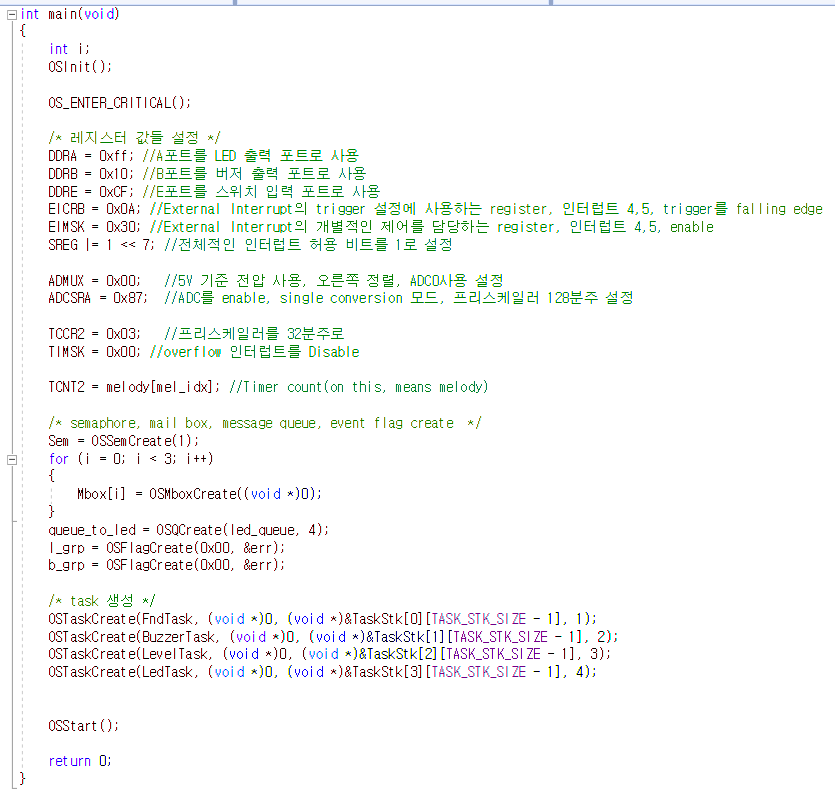 int main(void)
{
int i;
OSInit();
OS_ENTER_CRITICAL();
/* 레지스터 값들 설정 */
DDRA = 0xff; //A포트를 LED 출력 포트로 사용
DDRB = 0x10; //B포트를 버저 출력 포트로 사용
DDRE = 0xCF; //E포트를 스위치 입력 포트로 사용
EICRB = 0x0A; //External Interrupt의 trigger 설정에 사용하는 register, 인터럽트 4,5, trigger를 falling edge
EIMSK = 0x30; //External Interrupt의 개별적인 제어를 담당하는 register, 인터럽트 4,5, enable
SREG |= 1 << 7; //전체적인 인터럽트 허용 비트를 1로 설정
ADMUX = 0x00; //5V 기준 전압 사용, 오른쪽 정렬, ADC0사용 설정
ADCSRA = 0x87; //ADC를 enable, single conversion 모드, 프리스케일러 128분주 설정
TCCR2 = 0x03; //프리스케일러를 32분주로
TIMSK = 0x00; //overflow 인터럽트를 Disable
TCNT2 = melody[mel_idx]; //Timer count(on this, means melody)
/* semaphore, mail box, message queue, event flag create */
Sem = OSSemCreate(1);
for (i = 0; i < 3; i++)
{
Mbox[i] = OSMboxCreate((void *)0);
}
queue_to_led = OSQCreate(led_queue, 4);
l_grp = OSFlagCreate(0x00, &err);
b_grp = OSFlagCreate(0x00, &err);
/* task 생성 */
OSTaskCreate(FndTask, (void *)0, (void *)&TaskStk[0][TASK_STK_SIZE - 1], 1);
OSTaskCreate(BuzzerTask, (void *)0, (void *)&TaskStk[1][TASK_STK_SIZE - 1], 2);
OSTaskCreate(LevelTask, (void *)0, (void *)&TaskStk[2][TASK_STK_SIZE - 1], 3);
OSTaskCreate(LedTask, (void *)0, (void *)&TaskStk[3][TASK_STK_SIZE - 1], 4);
OSStart();
return 0;
}